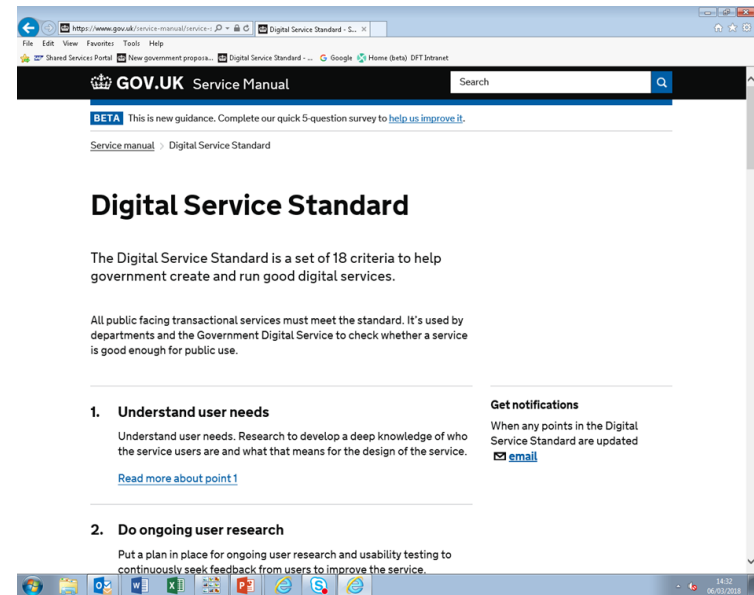 https://www.gov.uk/service-manual/service-s
Digital Service Standard - S...
File Edit View Favorites Tools Help
Shared Services Portal New government proposa... Digital Service Standard - ... Google Home (beta) DFT Intranet
GOV.UK Service Manual
Search
BETA This is new guidance. Complete our quick 5-question survey to help us improve it.
Service manual > Digital Service Standard
Digital Service Standard
The Digital Service Standard is a set of 18 criteria to help
government create and run good digital services.
All public facing transactional services must meet the standard. It's used by
departments and the Government Digital Service to check whether a service
is good enough for public use.
1. Understand user needs
Understand user needs. Research to develop a deep knowledge of who
the service users are and what that means for the design of the service.
Read more about point 1
Get notifications
When any points in the Digital
Service Standard are updated
email
2. Do ongoing user research
Put a plan in place for ongoing user research and usability testing to
continuously seek feedback from users to improve the service.
14:32
06/03/2018